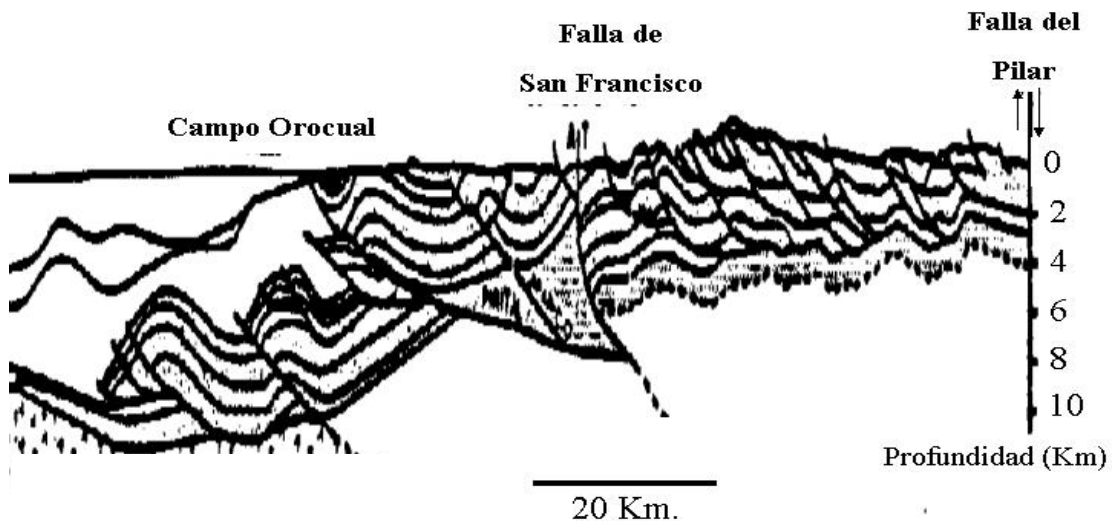 Falla de
San Francisco
Falla del
Pilar
Campo Orocual
0
2
4
6
8
10
Profundidad (Km)
20 Km.